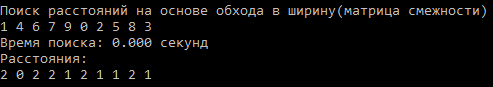 Поиск расстояний на основе обхода в ширину(матрица смежности)
1 4 6 7 9 0 2 5 8 3
Время поиска: 0.000 секунд
Расстояния:
2 0 2 2 1 2 1 1 2 1